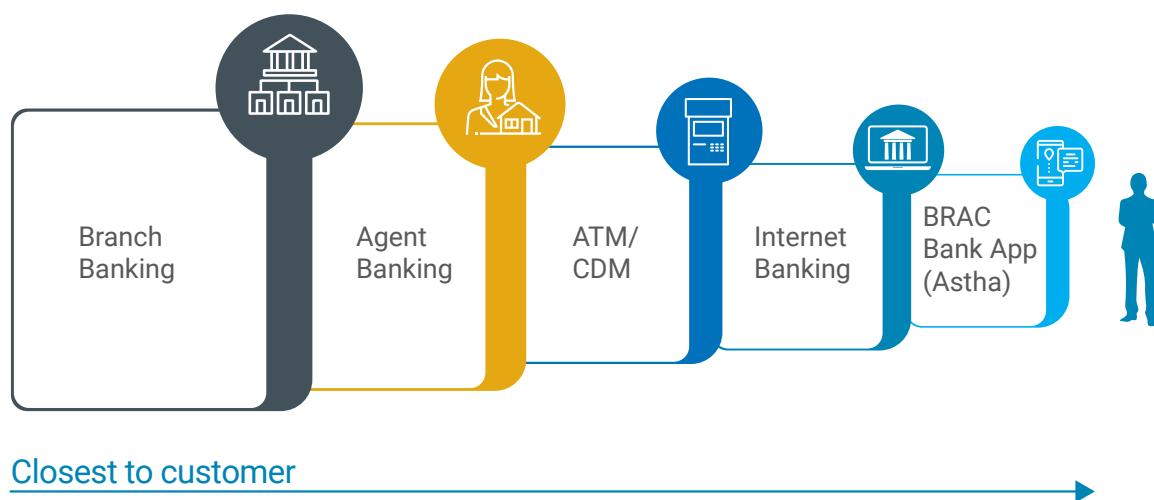 Branch
Banking
Agent
Banking
ATM/
CDM
Internet
Banking
BRAC
Bank App
(Astha)
Closest to customer